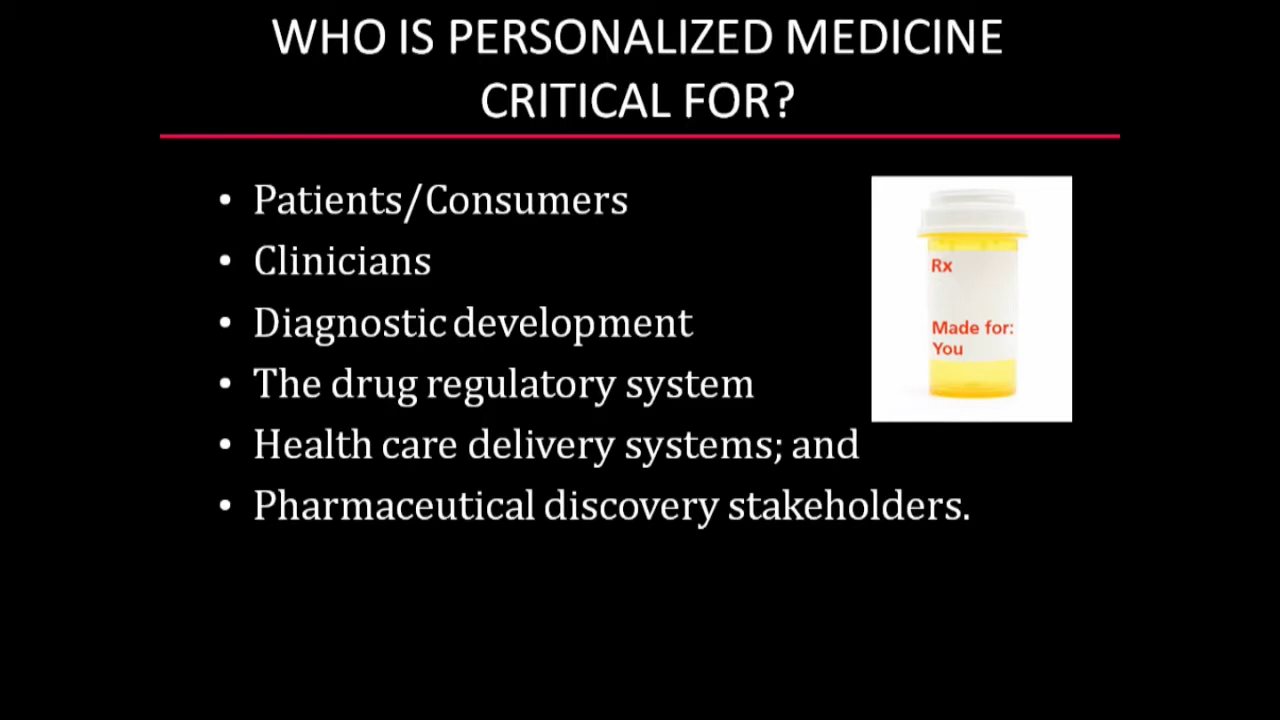 WHO IS PERSONALIZED MEDICINE
CRITICAL FOR?
• Patients/Consumers
• Clinicians
• Diagnostic development
• The drug regulatory system
• Health care delivery systems; and
• Pharmaceutical discovery stakeholders.
Rx
Made for:
You